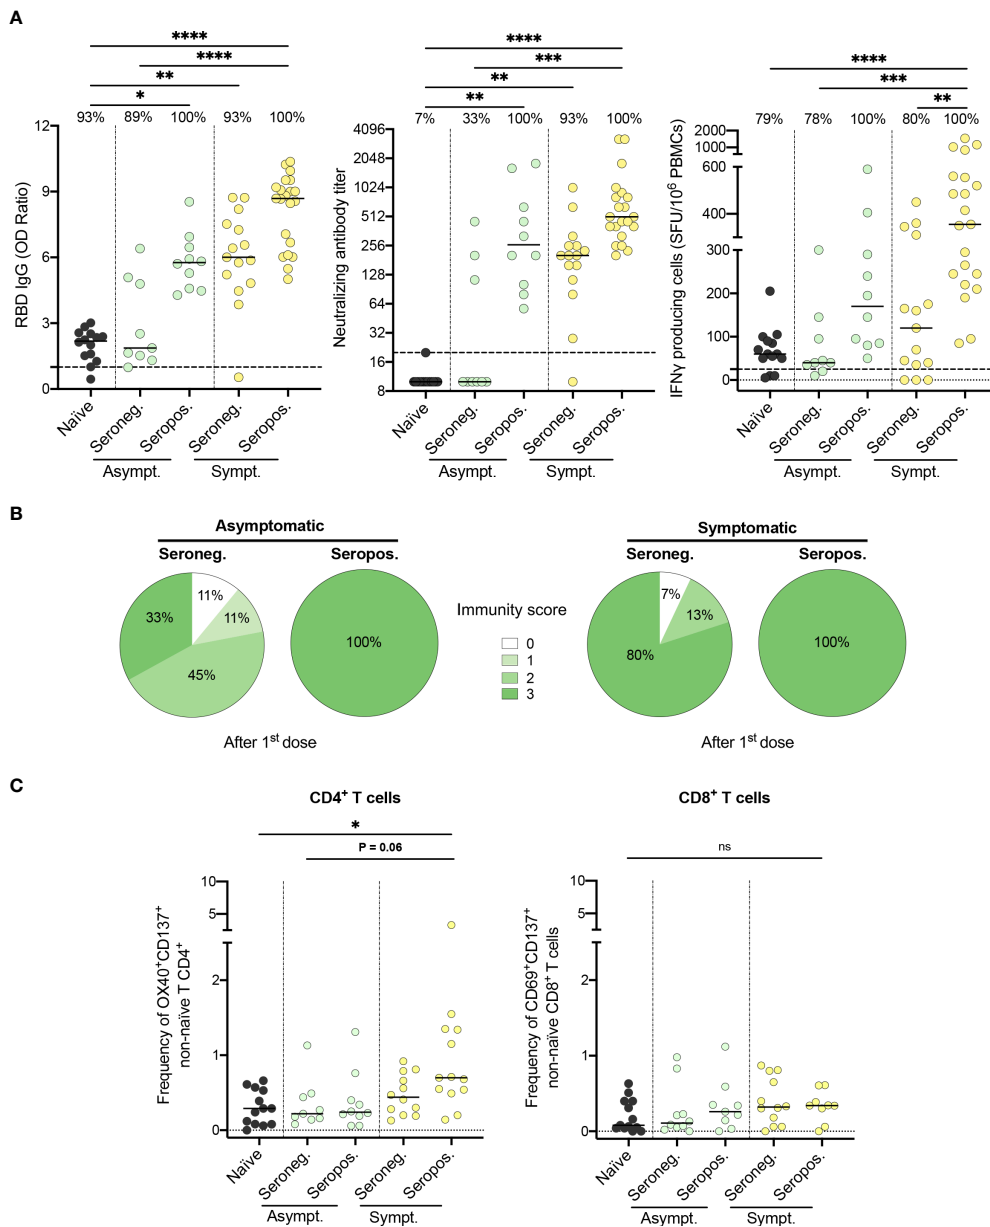 A
**** **** ****
**** *** ***
** ** **
* **
93% 89% 100% 93% 100%
7% 33% 100% 93% 100%
79% 78% 100% 80% 100%
RBD IgG (OD Ratio)
12
9
6
3
0
Naïve Seroneg. Seropos. Seroneg. Seropos.
Asympt. Sympt.
Neutralizing antibody titer
4096
2048
1024
512
256
128
64
32
16
8
Naïve Seroneg. Seropos. Seroneg. Seropos.
Asympt. Sympt.
IFNγ producing cells (SFU/10⁶ PBMCs)
2000
1000
600
400
300
200
100
0
Naïve Seroneg. Seropos. Seroneg. Seropos.
Asympt. Sympt.
B
Asymptomatic
Seroneg. Seropos.
11%
11%
45%
33%
100%
After 1st dose
Immunity score
0
1
2
3
Symptomatic
Seroneg. Seropos.
7%
13%
80%
100%
After 1st dose
C
CD4⁺ T cells
*
P = 0.06
Frequency of OX40⁺CD137⁺
non-naïve T CD4⁺
10
5
2
1
0
Naïve Seroneg. Seropos. Seroneg. Seropos.
Asympt. Sympt.
CD8⁺ T cells
ns
Frequency of CD69⁺CD137⁺
non-naïve CD8⁺ T cells
10
5
2
1
0
Naïve Seroneg. Seropos. Seroneg. Seropos.
Asympt. Sympt.